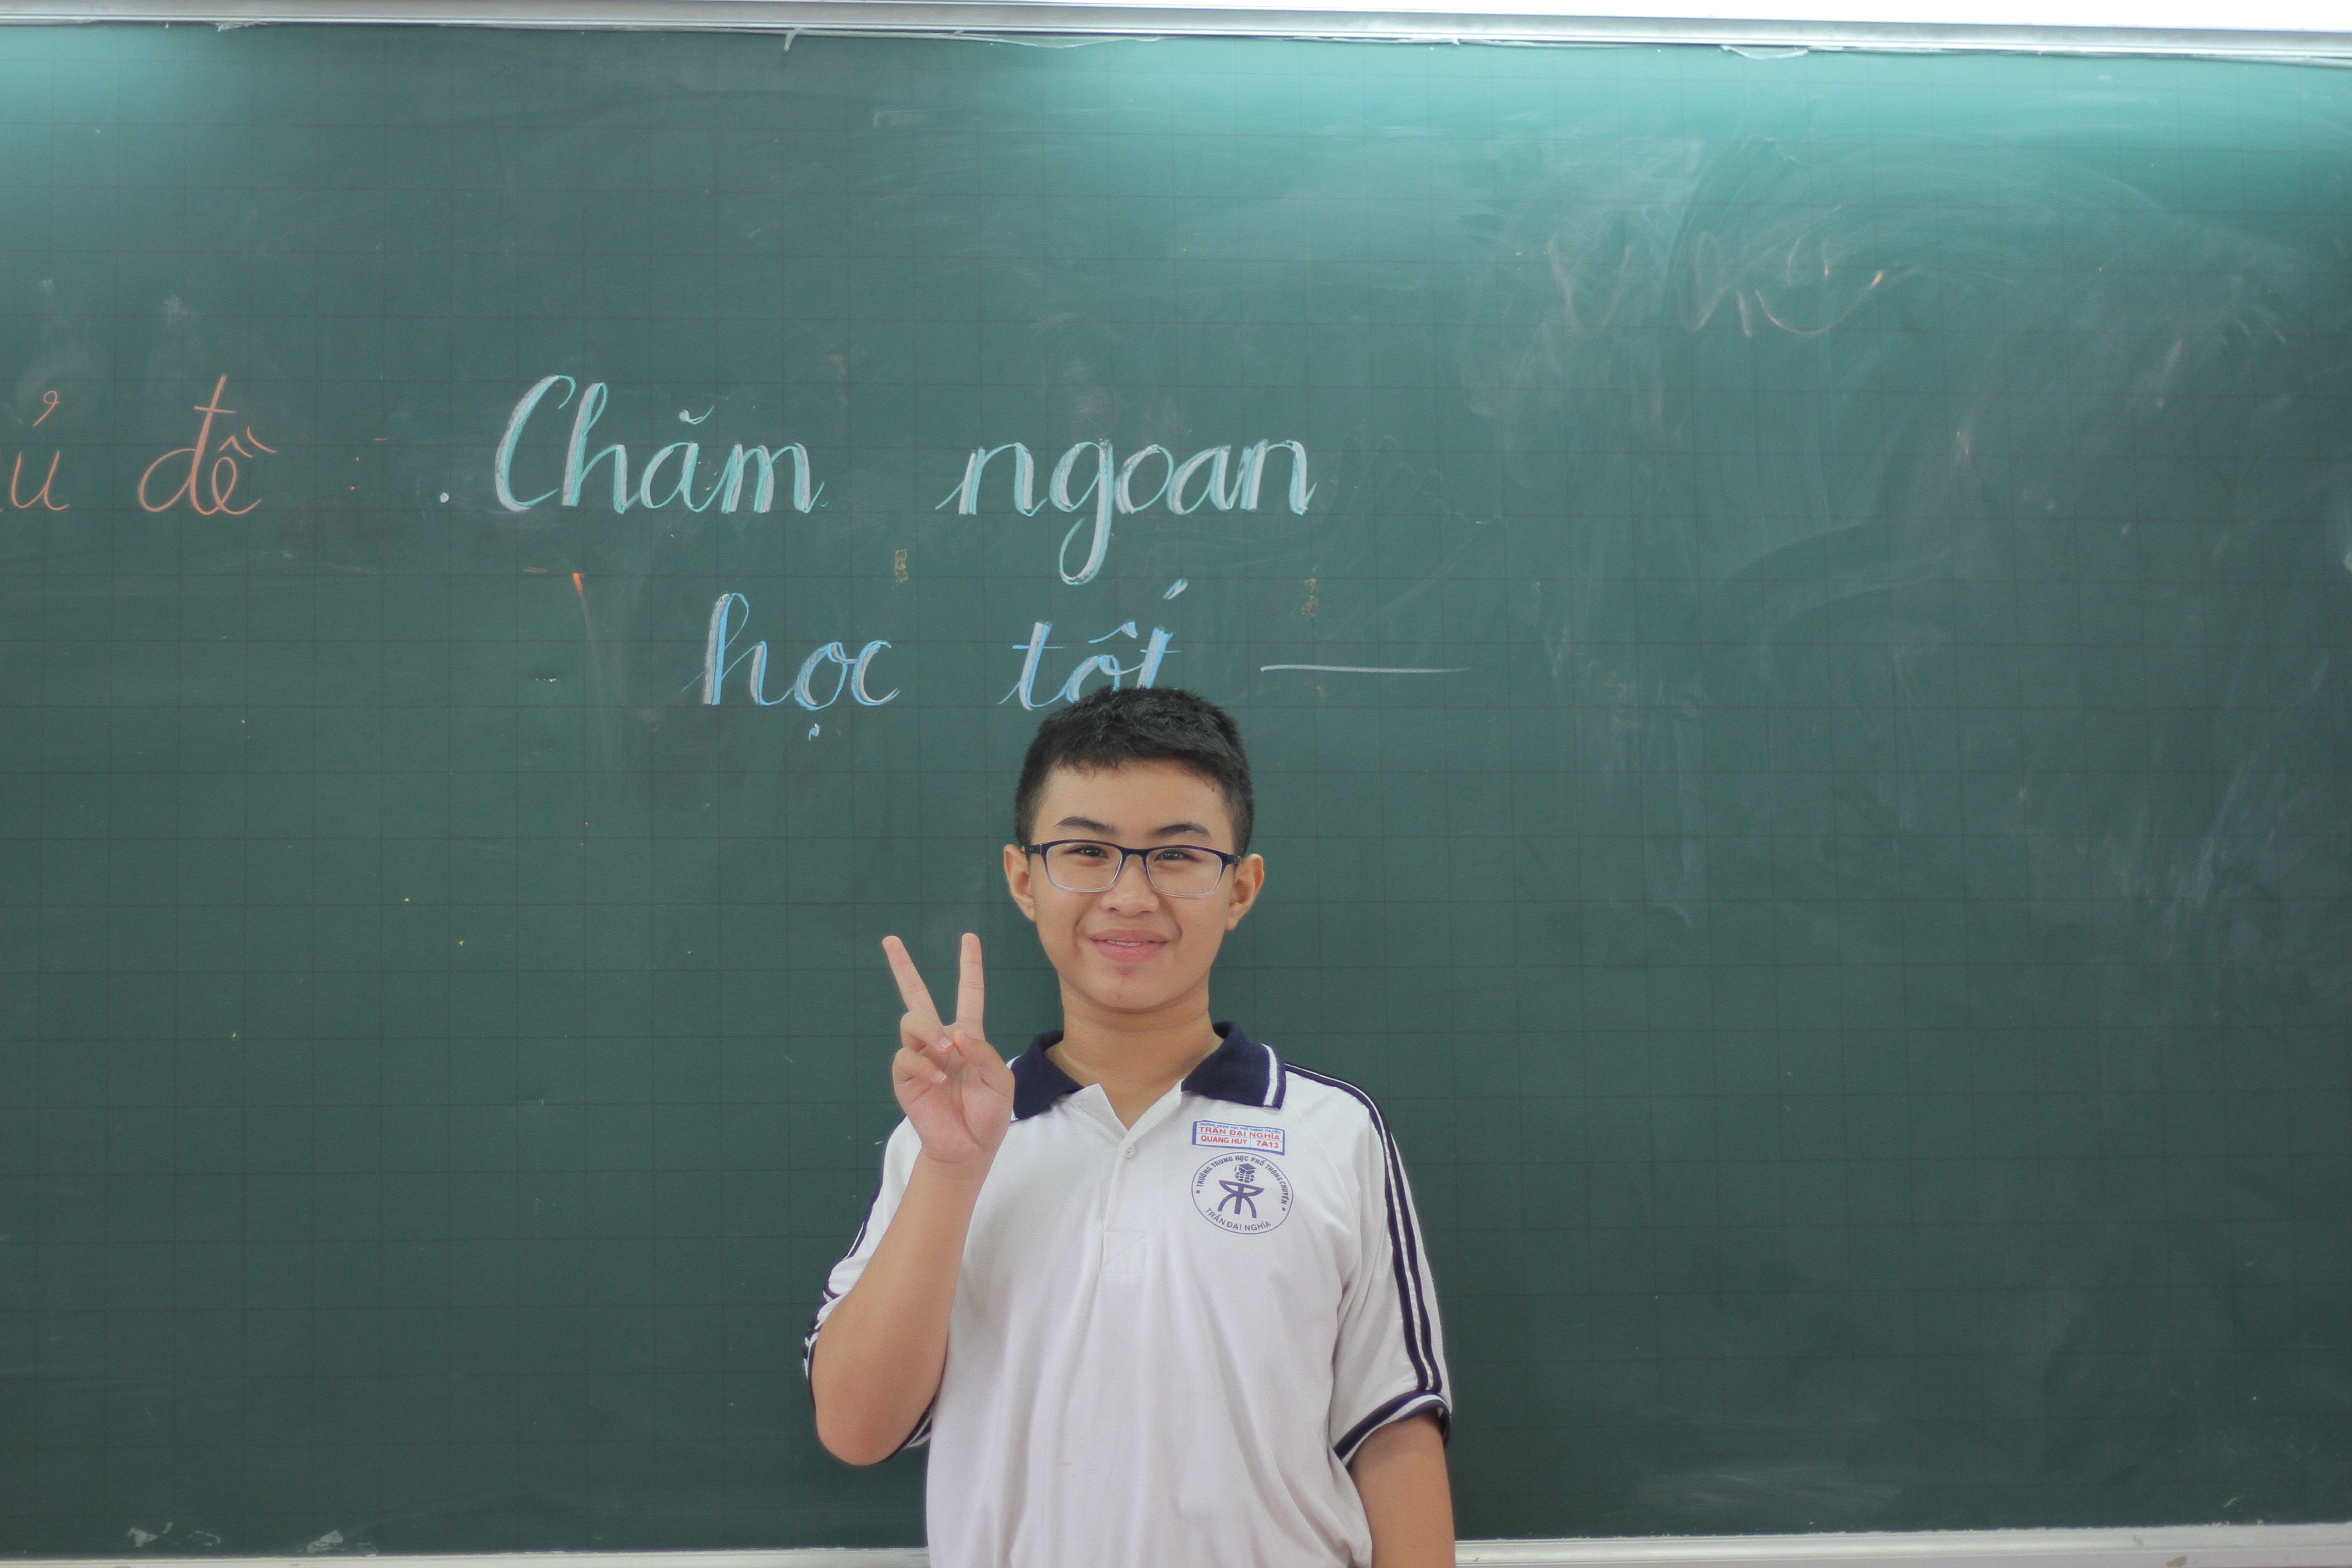 đề : Chăm ngoan
học tốt
TRẦN ĐẠI NGHĨA
QUANG HUY 7A13
TRƯỜNG TRUNG HỌC PHỔ THÔNG CHUYÊN
TRẦN ĐẠI NGHĨA